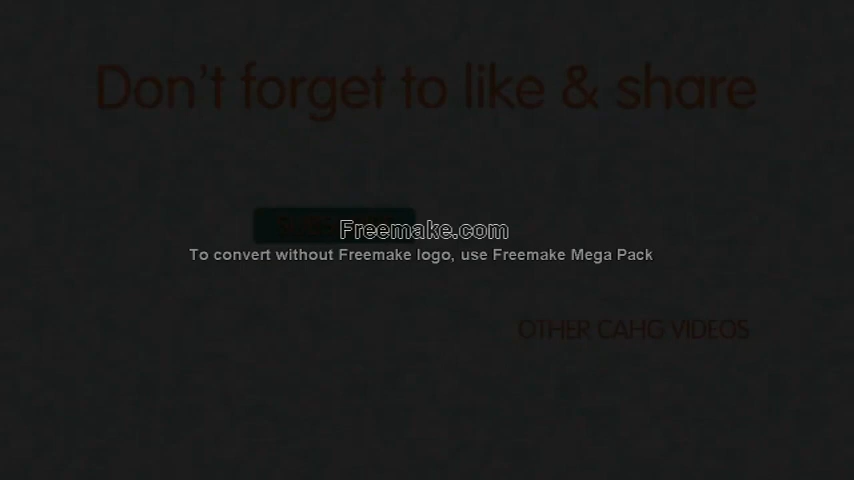 Don't forget to like & share
Freemake.com
To convert without Freemake logo, use Freemake Mega Pack
OTHER CAHG VIDEOS